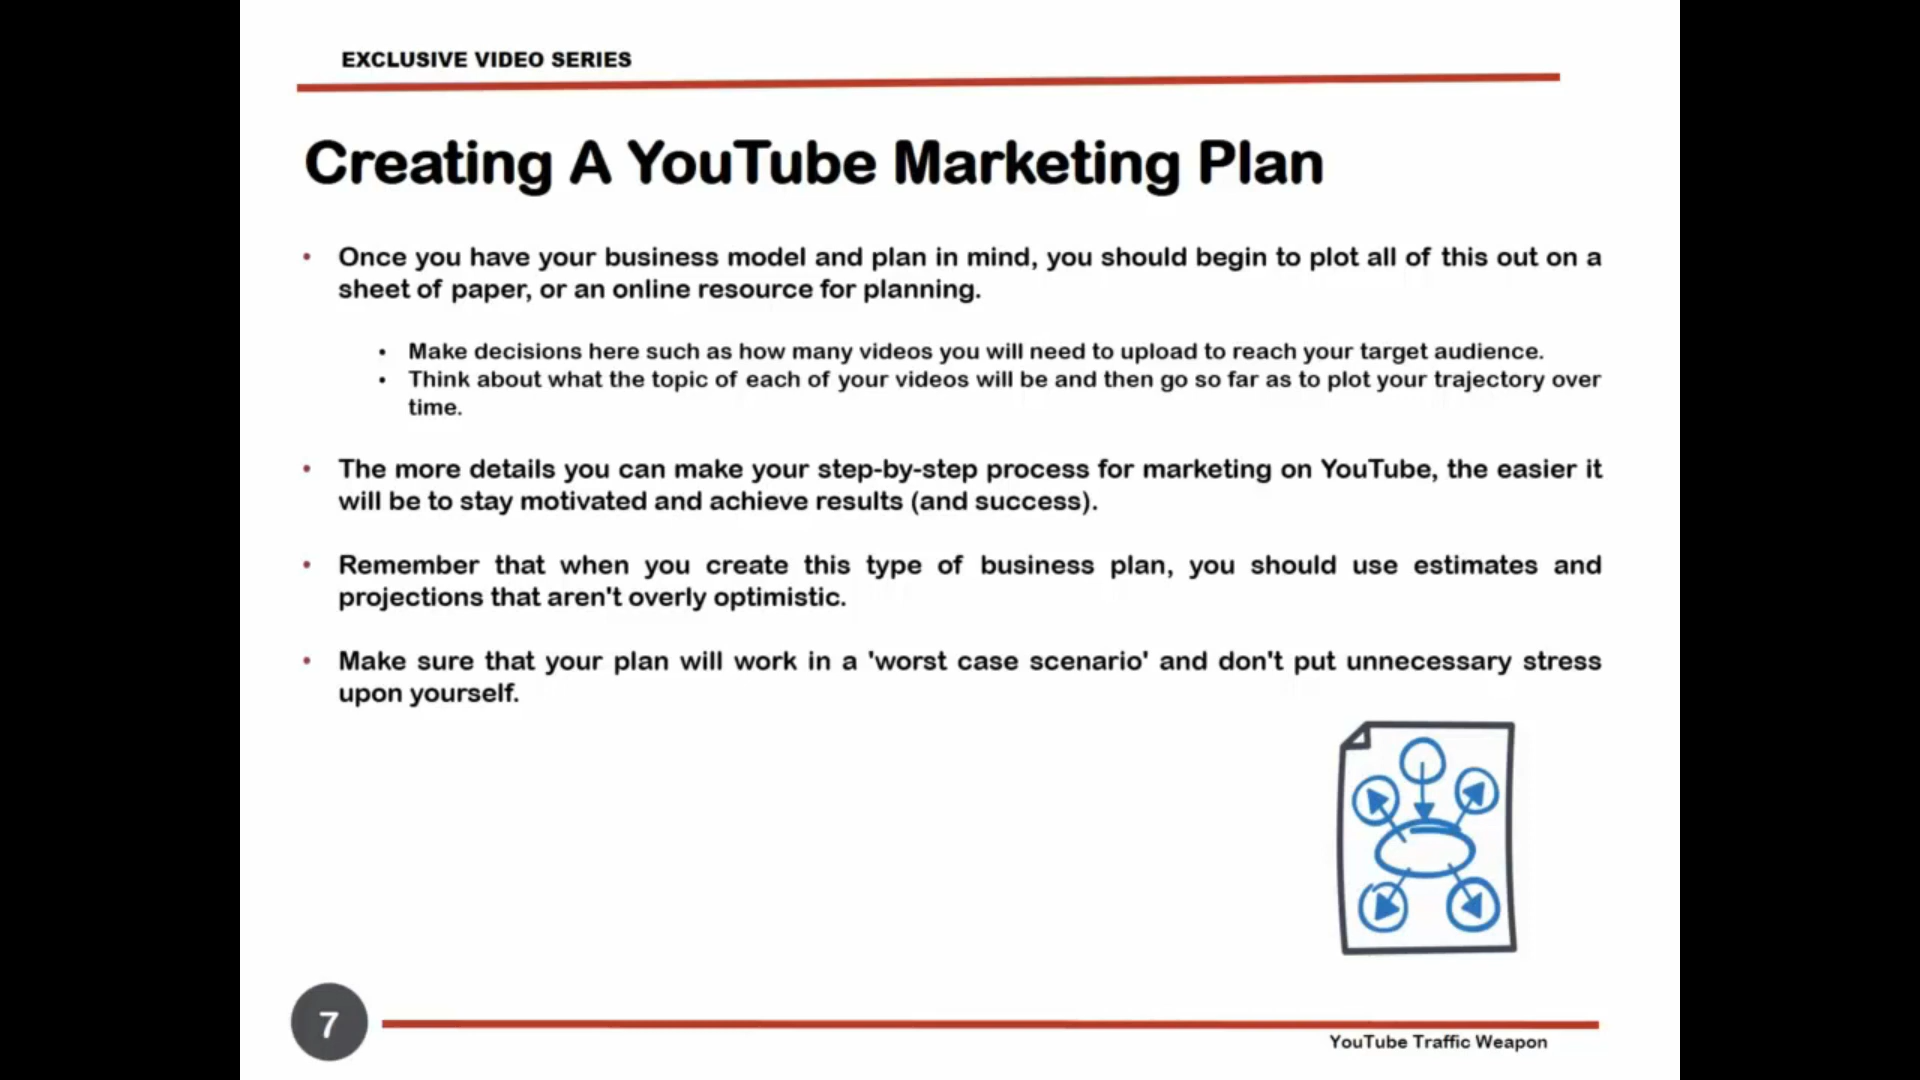 EXCLUSIVE VIDEO SERIES
Creating A YouTube Marketing Plan
• Once you have your business model and plan in mind, you should begin to plot all of this out on a
sheet of paper, or an online resource for planning.
• Make decisions here such as how many videos you will need to upload to reach your target audience.
• Think about what the topic of each of your videos will be and then go so far as to plot your trajectory over
time.
• The more details you can make your step-by-step process for marketing on YouTube, the easier it
will be to stay motivated and achieve results (and success).
• Remember that when you create this type of business plan, you should use estimates and
projections that aren't overly optimistic.
• Make sure that your plan will work in a 'worst case scenario' and don't put unnecessary stress
upon yourself.
7
YouTube Traffic Weapon